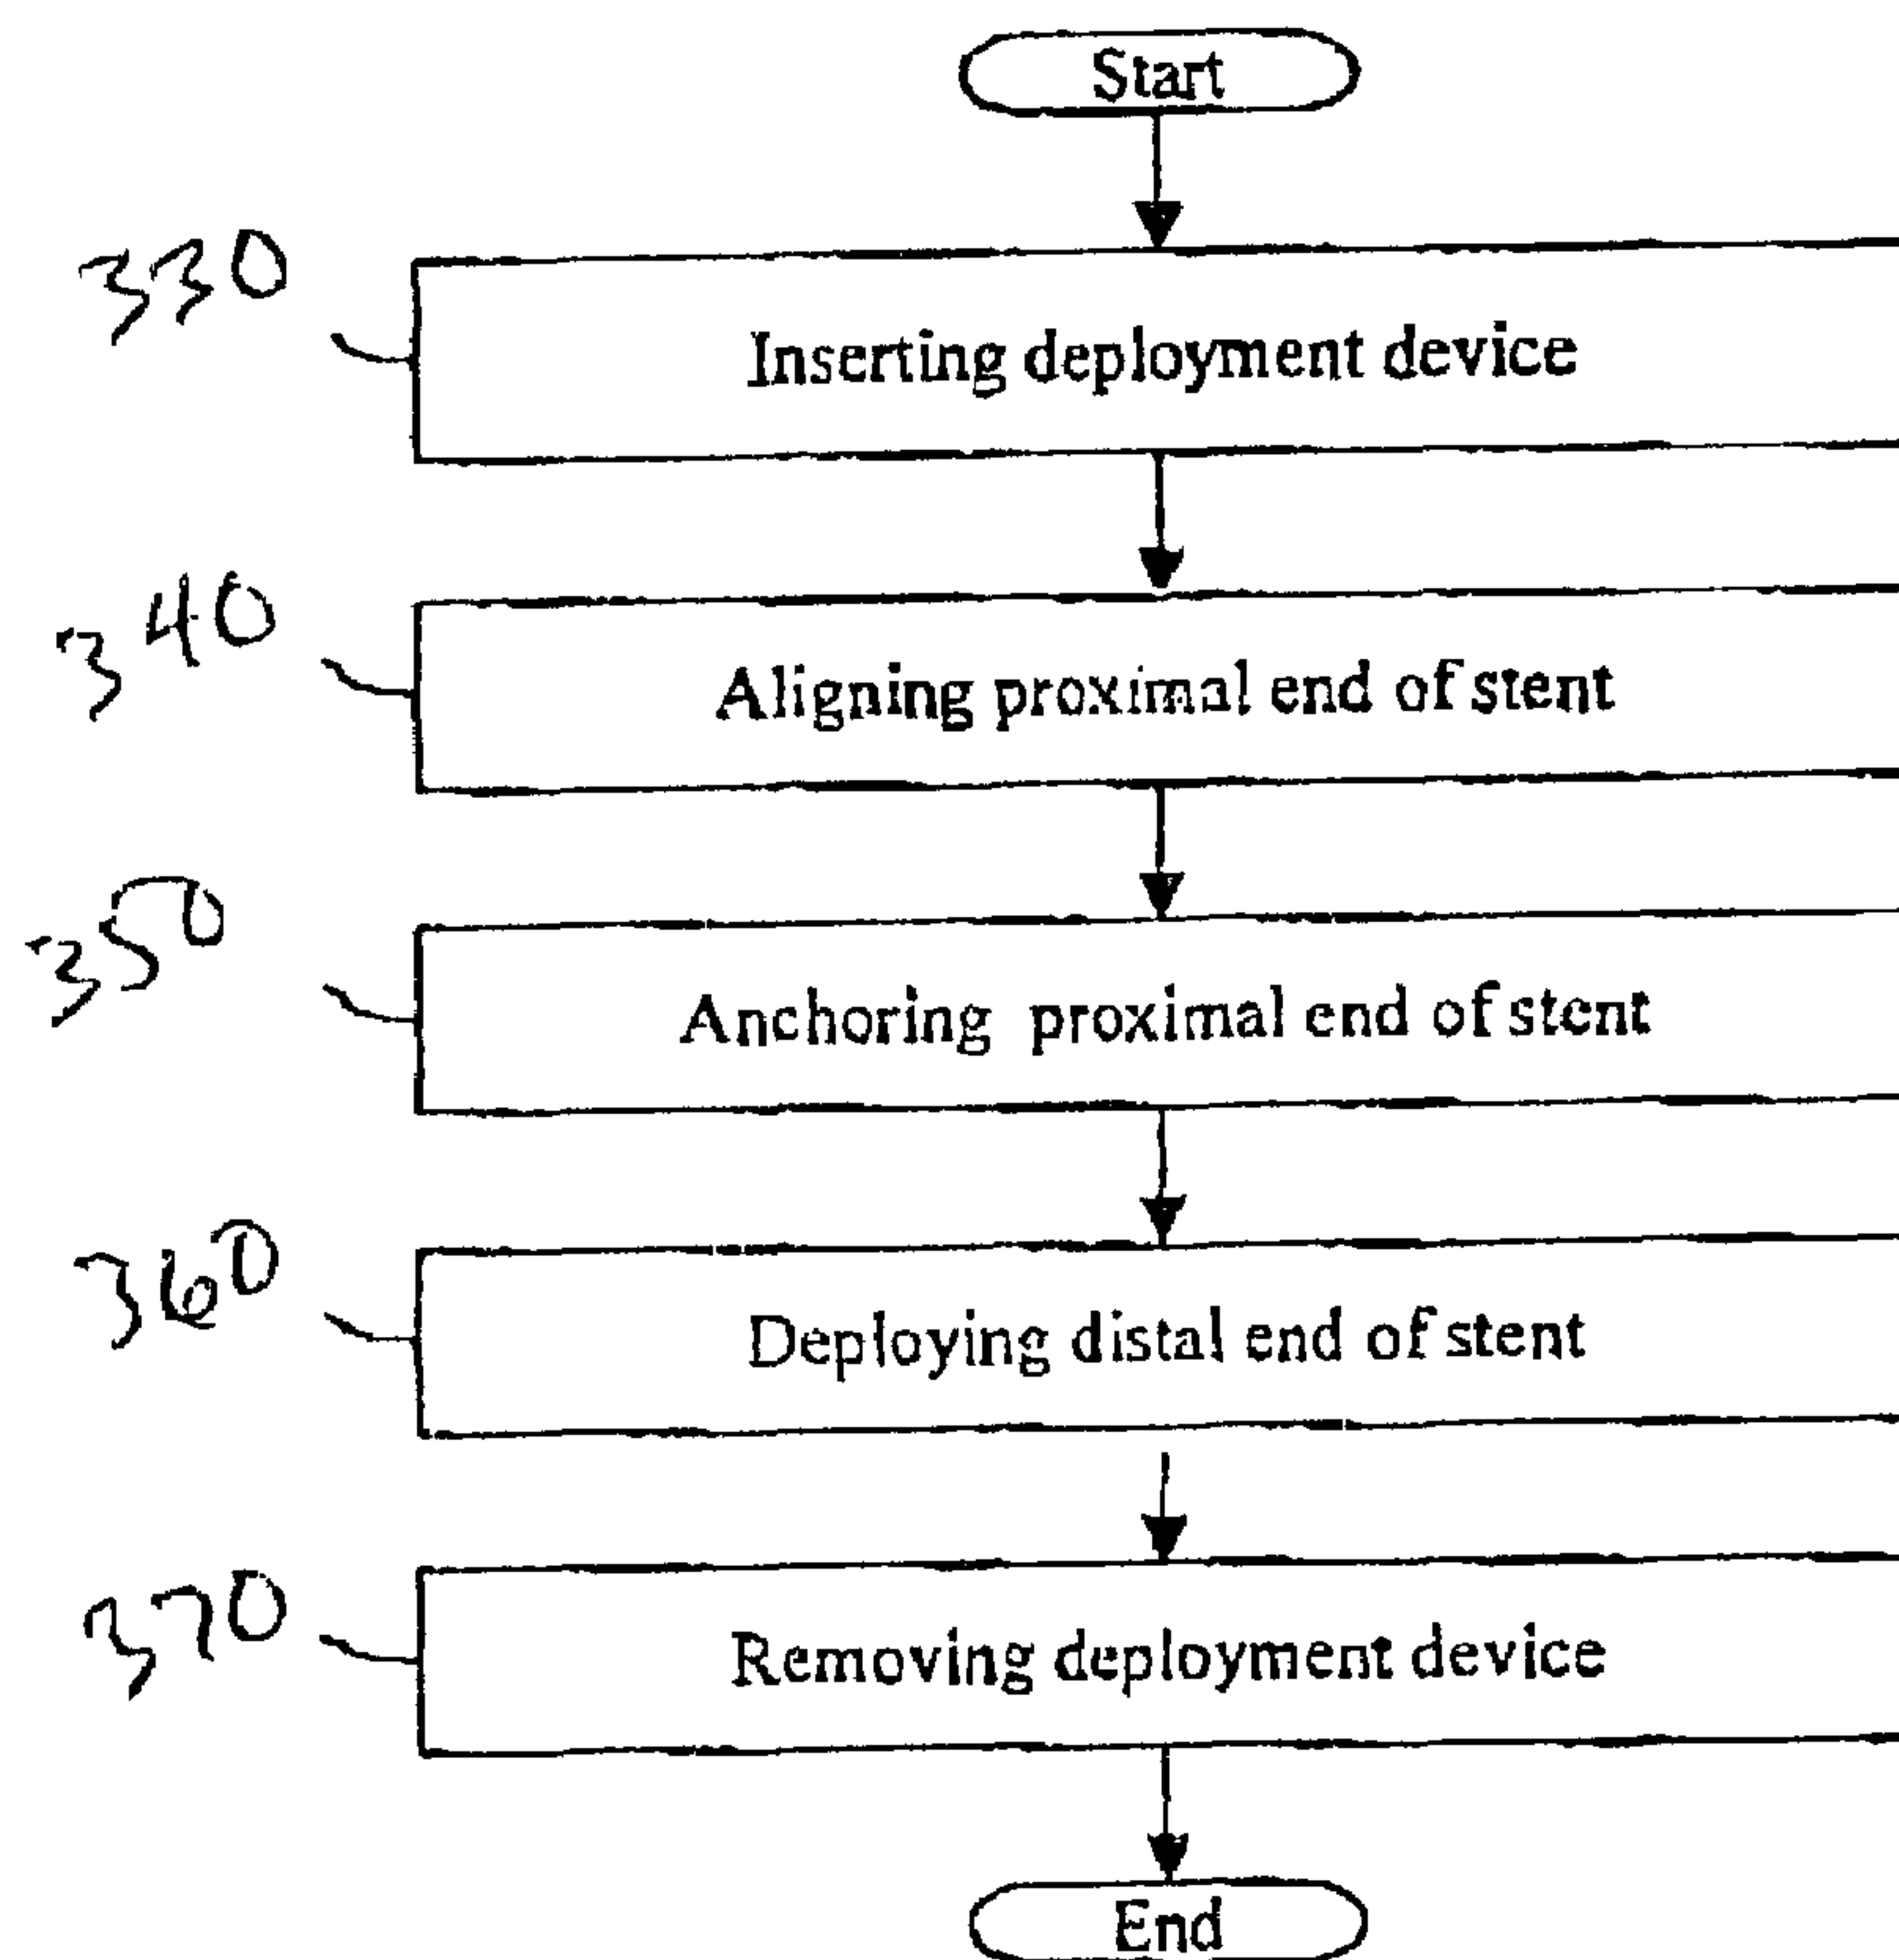 Start
330
Inserting deployment device
340
Aligning proximal end of stent
350
Anchoring proximal end of stent
360
Deploying distal end of stent
370
Removing deployment device
End